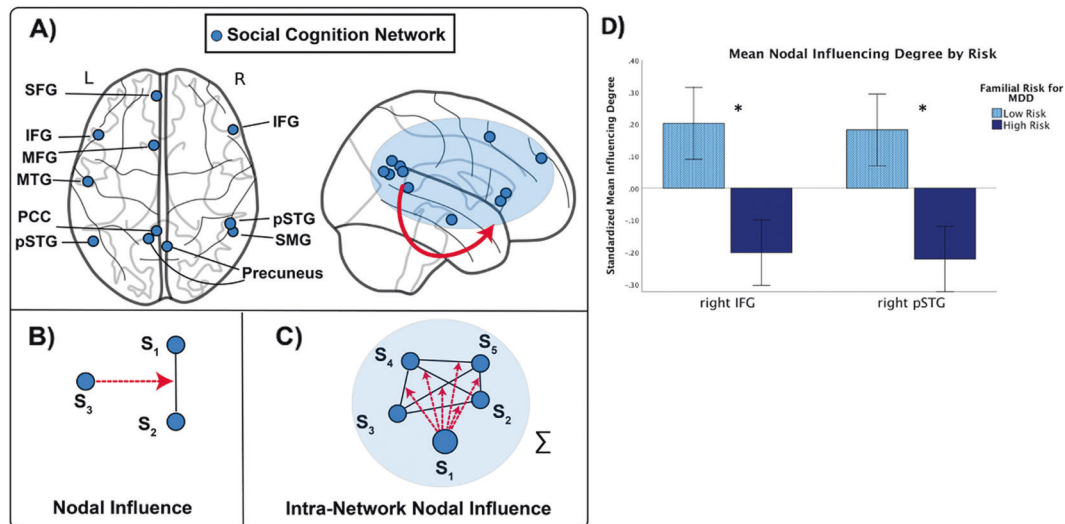 A)
Social Cognition Network
L
R
SFG
IFG
IFG
MFG
MTG
PCC
pSTG
pSTG
SMG
Precuneus
B)
S1
S3
S2
Nodal Influence
C)
S4
S5
S3
S2
S1
Σ
Intra-Network Nodal Influence
D)
Mean Nodal Influencing Degree by Risk
Standardized Mean Influencing Degree
.40
.30
.20
.10
.00
-.10
-.20
-.30
*
*
right IFG
right pSTG
Familial Risk for
MDD
Low Risk
High Risk